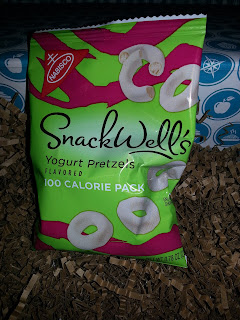 NABISCO
SnackWell's
Yogurt Pretzels
FLAVORED
100 CALORIE PACK